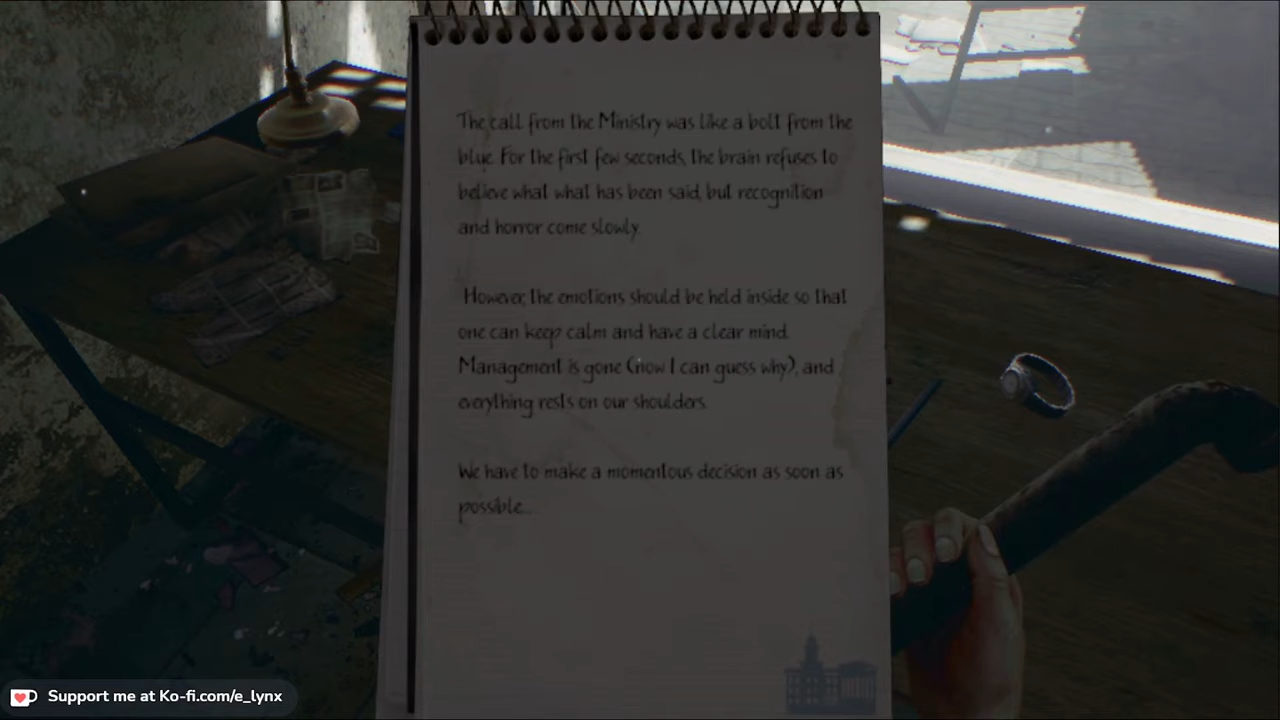 The call from the Ministry was like a bolt from the
blue. For the first few seconds, the brain refuses to
believe what what has been said, but recognition
and horror come slowly.
However, the emotions should be held inside so that
one can keep calm and have a clear mind.
Management is gone (now I can guess why), and
everything rests on our shoulders.
We have to make a momentous decision as soon as
possible...
Support me at Ko-fi.com/e_lynx